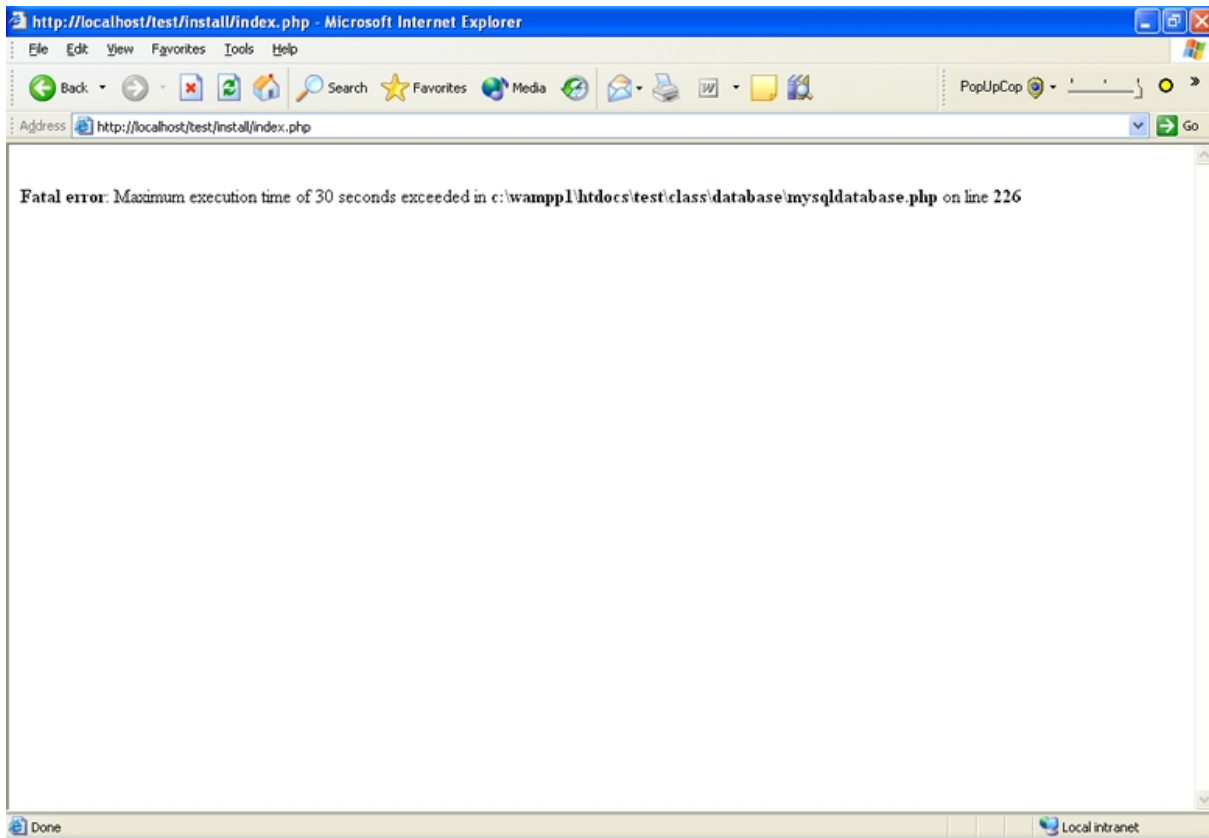 http://localhost/test/install/index.php - Microsoft Internet Explorer
File Edit View Favorites Tools Help
Back Search Favorites Media PopUpCop »
Address http://localhost/test/install/index.php Go
Fatal error: Maximum execution time of 30 seconds exceeded in c:\wampp1\htdocs\test\class\database\mysqldatabase.php on line 226
Done Local intranet